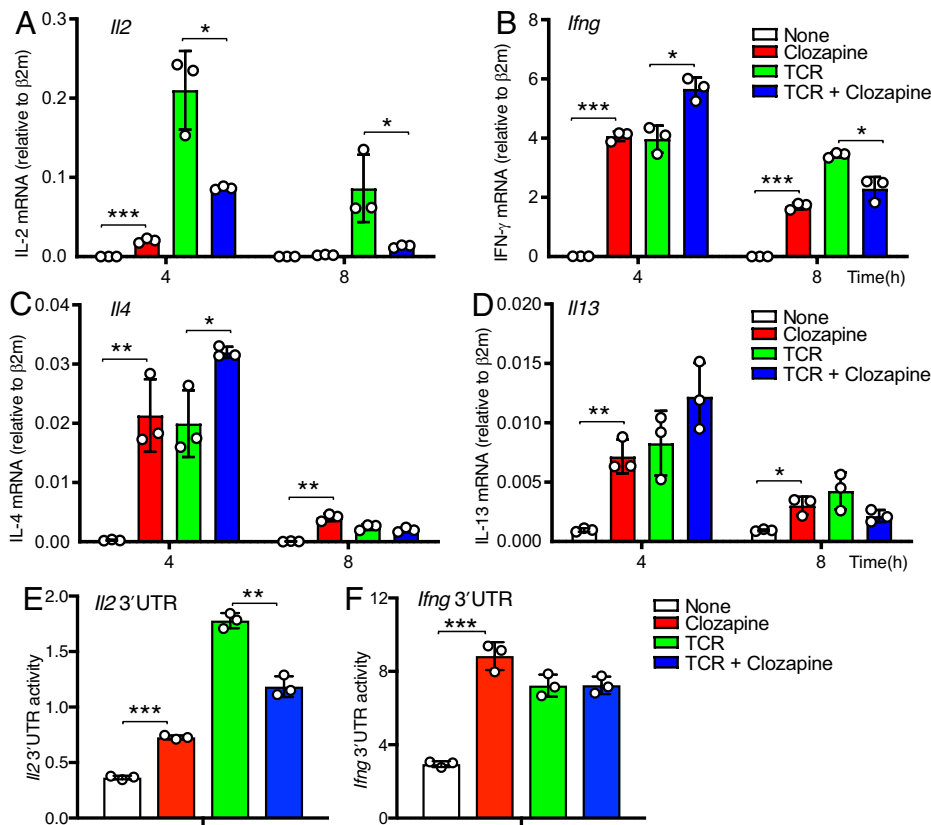 A
Il2
IL-2 mRNA (relative to β2m)
0.3
0.2
0.1
0.0
***
*
*
4
8
B
Ifng
IFN-γ mRNA (relative to β2m)
8
6
4
2
0
***
*
***
*
4
8
Time(h)
None
Clozapine
TCR
TCR + Clozapine
C
Il4
IL-4 mRNA (relative to β2m)
0.04
0.03
0.02
0.01
0.00
**
*
**
4
8
D
Il13
IL-13 mRNA (relative to β2m)
0.020
0.015
0.010
0.005
0.000
**
*
4
8
Time(h)
None
Clozapine
TCR
TCR + Clozapine
E
Il2 3′UTR
Il2 3′UTR activity
2.0
1.5
1.0
0.5
0.0
***
**
F
Ifng 3′UTR
Ifng 3′UTR activity
12
9
6
3
0
***
None
Clozapine
TCR
TCR + Clozapine